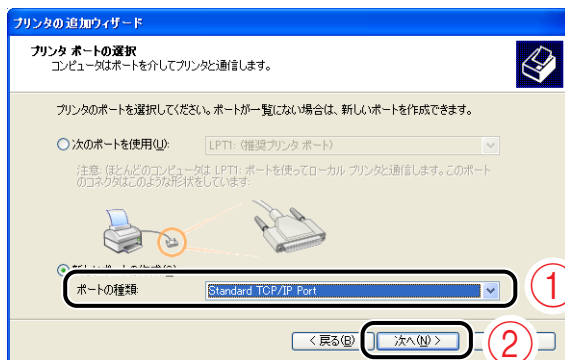 プリンタの追加ウィザード
プリンタ ポートの選択
コンピュータはポートを介してプリンタと通信します。
プリンタのポートを選択してください。ポートが一覧にない場合は、新しいポートを作成できます。
次のポートを使用(U):
LPT1: (推奨プリンタ ポート)
注意: ほとんどのコンピュータは LPT1: ポートを使ってローカル プリンタと通信します。このポート
のコネクタはこのような形状をしています:
ポートの種類:
Standard TCP/IP Port
1
< 戻る(B)
次へ(N) >
2